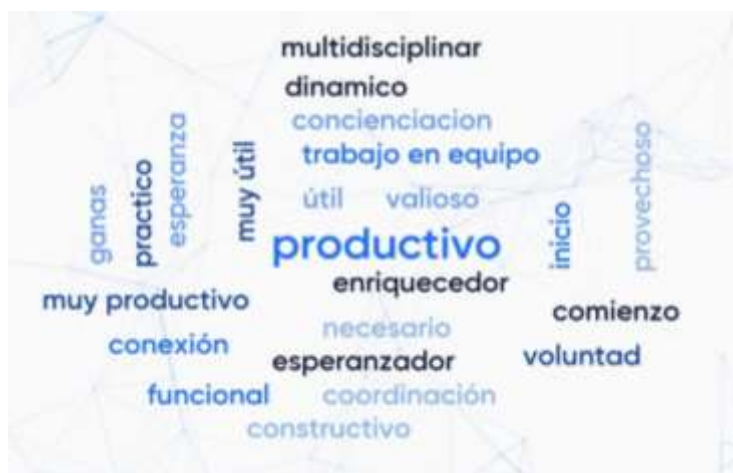 multidisciplinar
dinamico
concienciacion
trabajo en equipo
útil
valioso
productivo
enriquecedor
necesario
esperanzador
coordinación
constructivo
funcional
conexión
muy productivo
ganas
practico
esperanza
muy útil
inicio
provechoso
comienzo
voluntad